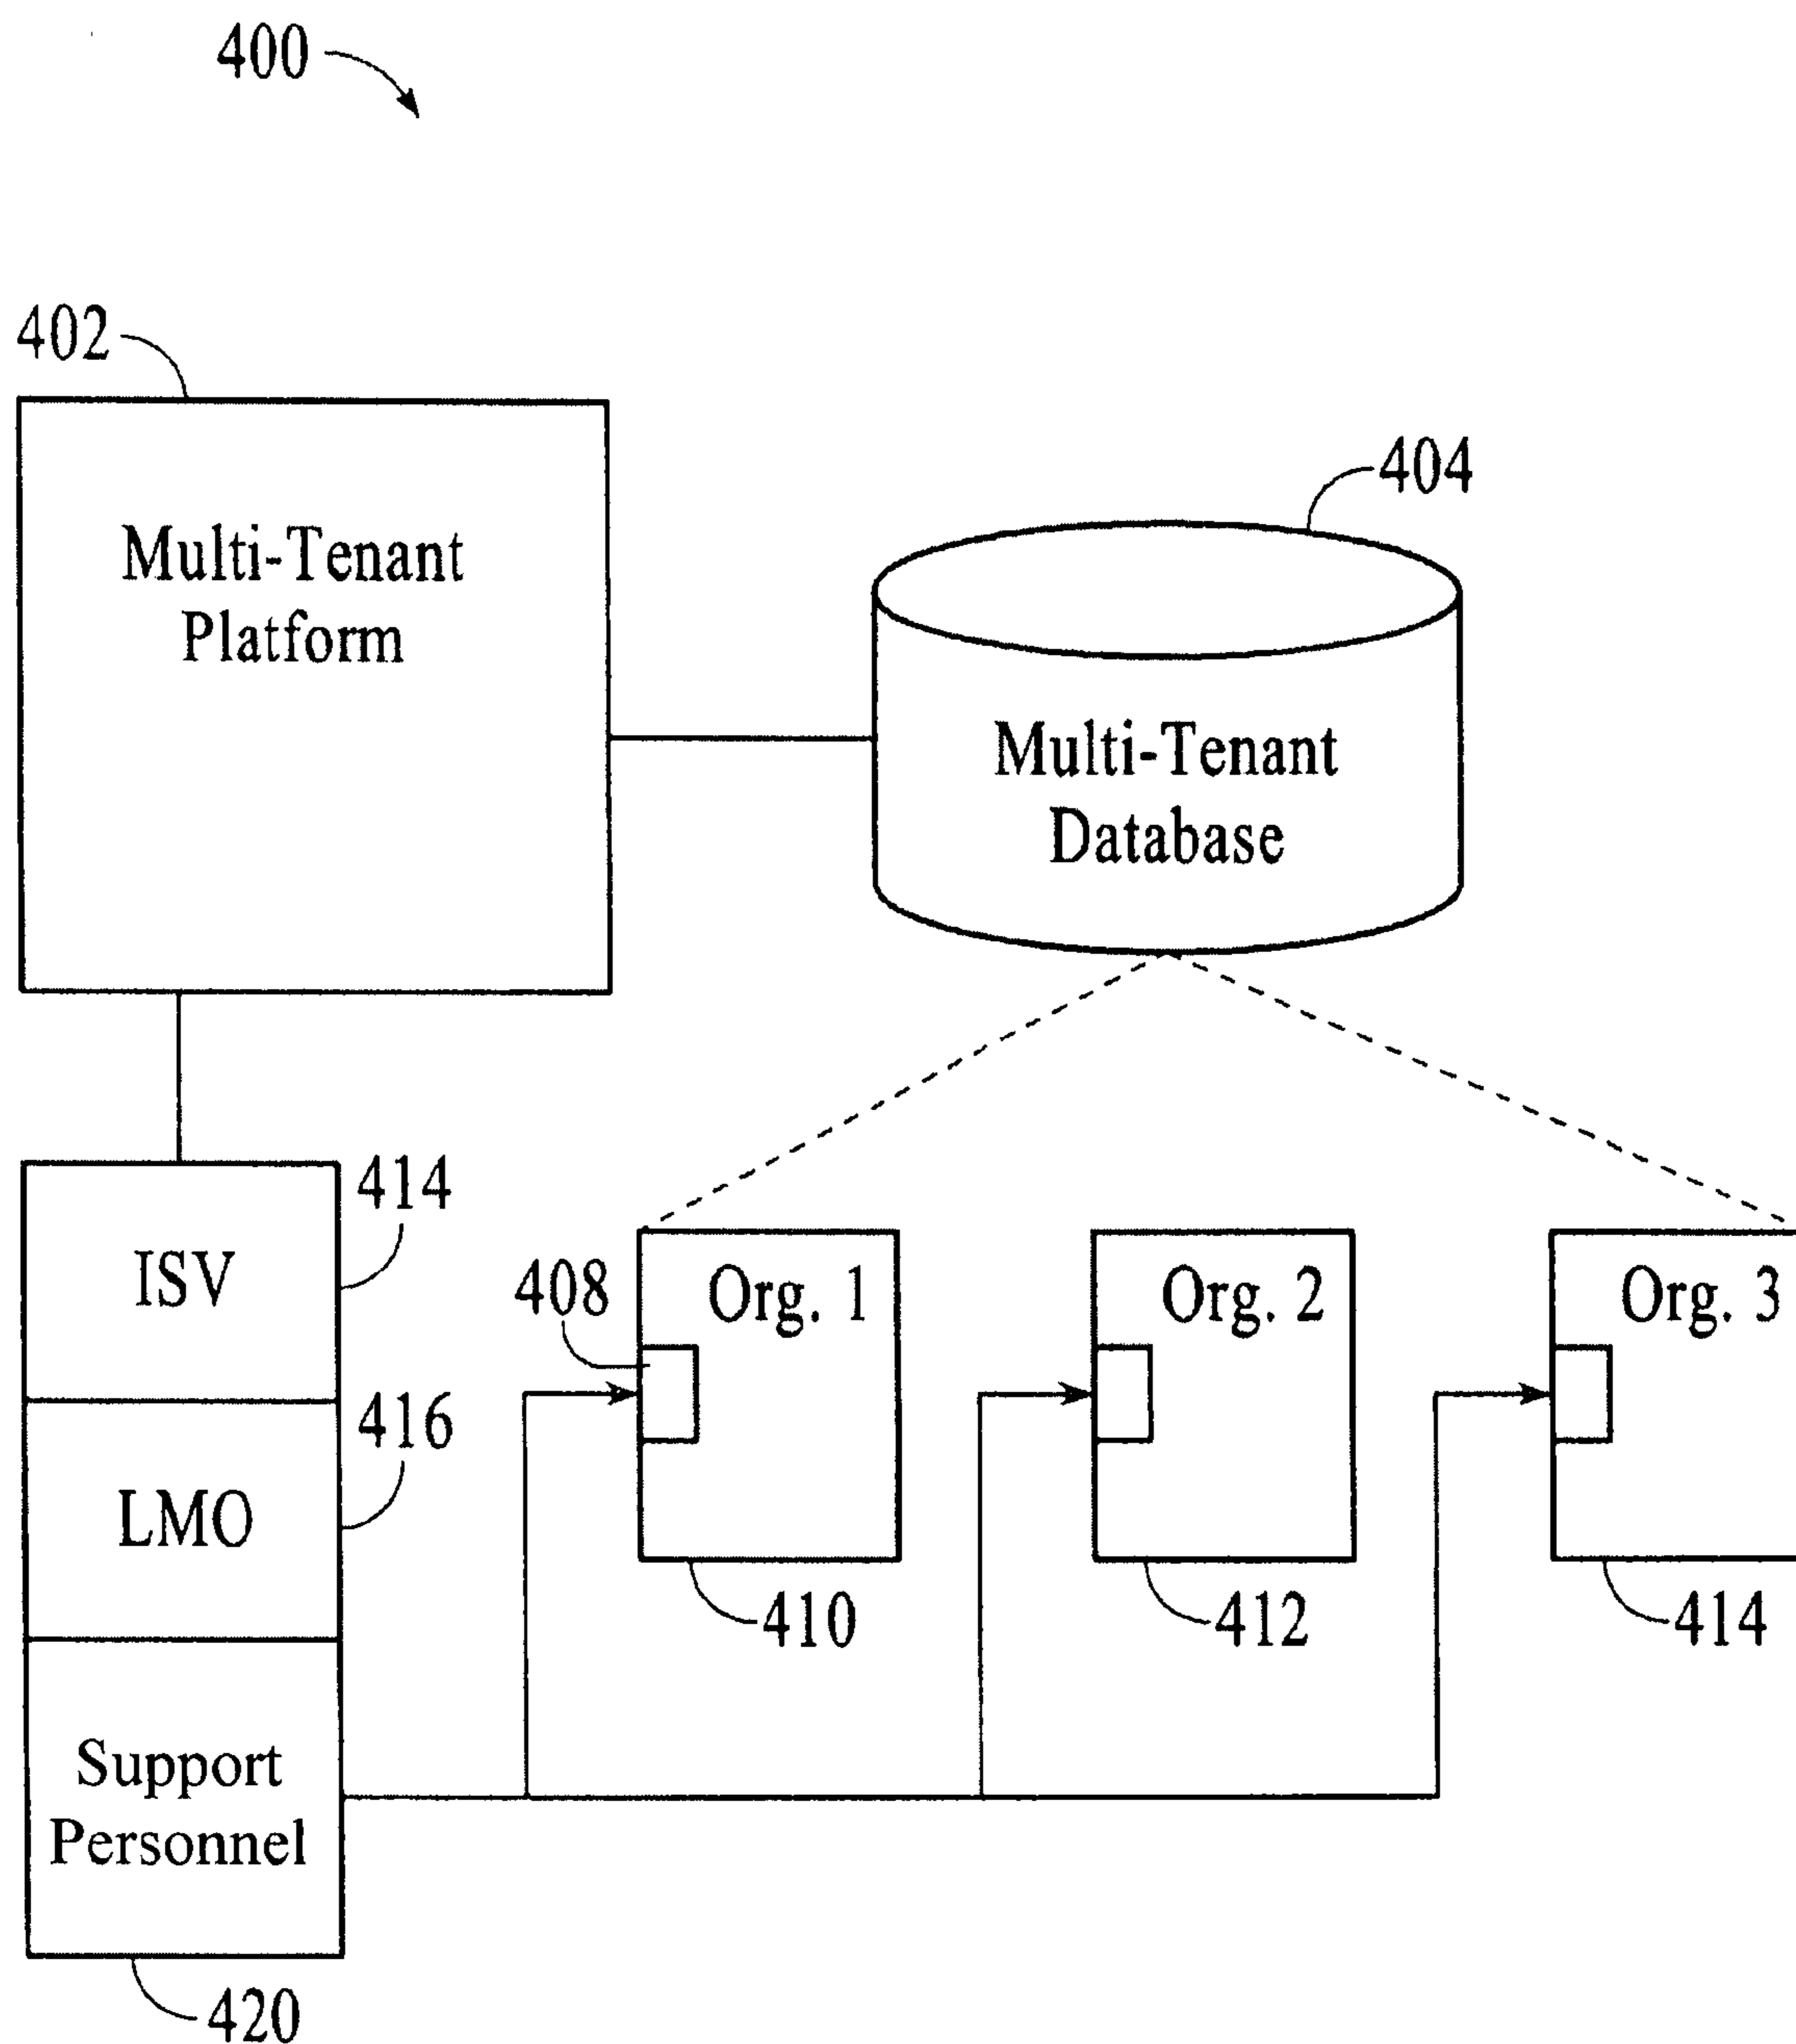 400
402
Multi-Tenant
Platform
404
Multi-Tenant
Database
ISV
414
LMO
416
Support
Personnel
420
408
Org. 1
410
Org. 2
412
Org. 3
414